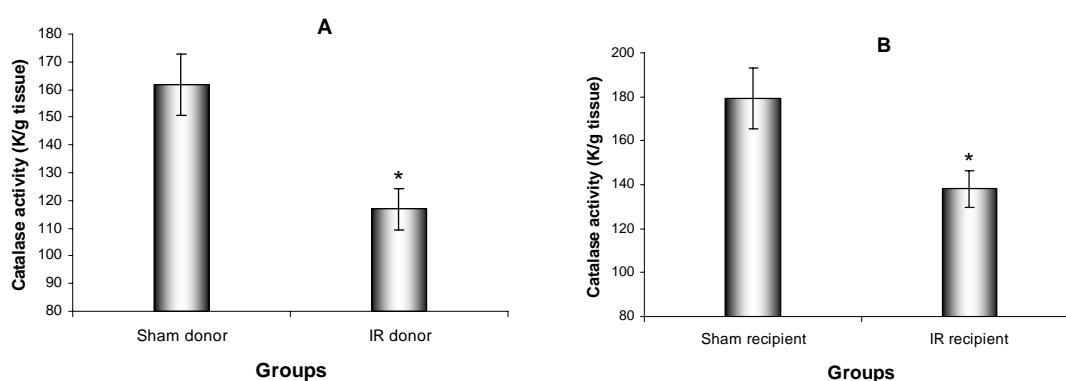 A
Catalase activity (K/g tissue)
180
170
160
150
140
130
120
110
100
90
80
*
Sham donor
IR donor
Groups
B
Catalase activity (K/g tissue)
200
180
160
140
120
100
80
*
Sham recipient
IR recipient
Groups